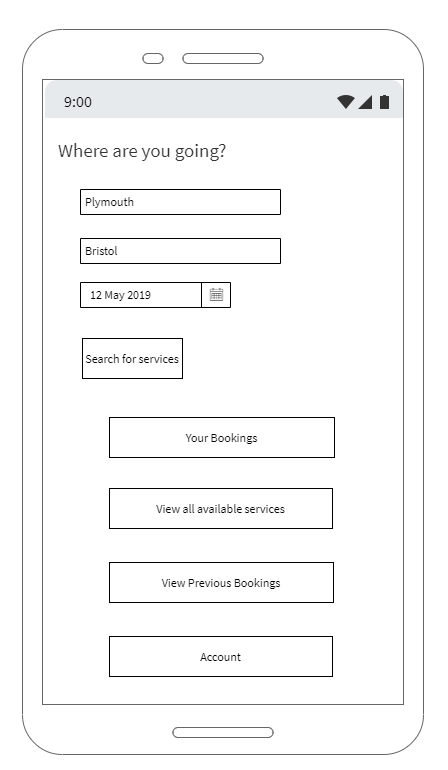 9:00
Where are you going?
Plymouth
Bristol
12 May 2019
Search for services
Your Bookings
View all available services
View Previous Bookings
Account